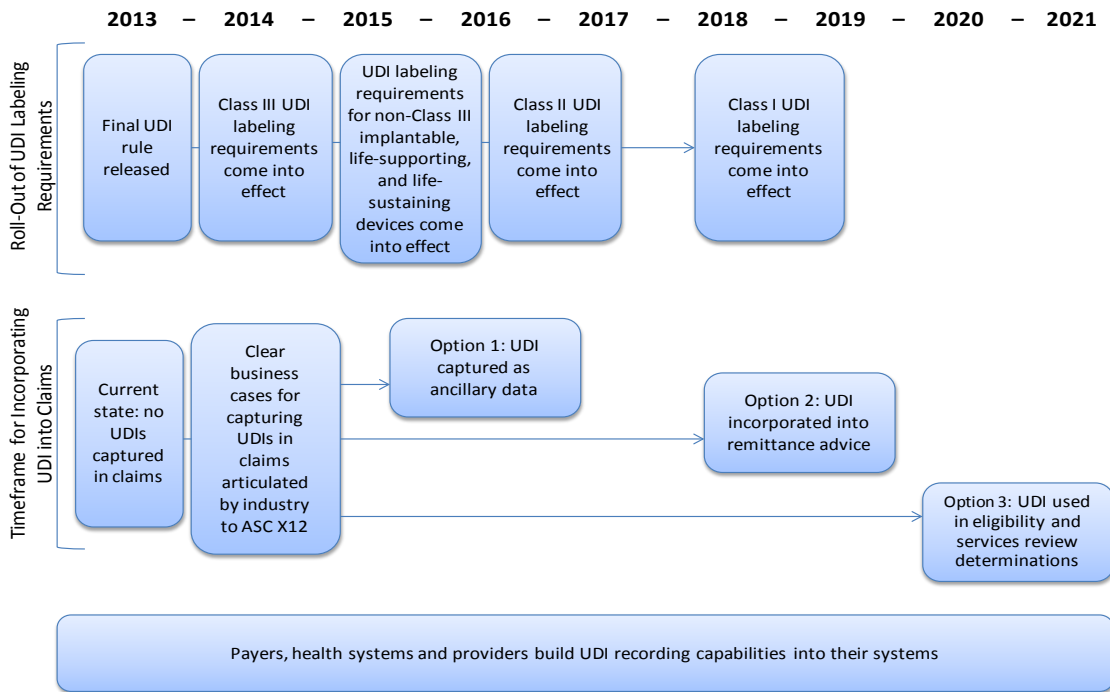 2013 – 2014 – 2015 – 2016 – 2017 – 2018 – 2019 – 2020 – 2021
Roll-Out of UDI Labeling
Requirements
Final UDI
rule
released
Class III UDI
labeling
requirements
come into
effect
UDI labeling
requirements
for non-Class III
implantable,
life-supporting,
and life-
sustaining
devices come
into effect
Class II UDI
labeling
requirements
come into
effect
Class I UDI
labeling
requirements
come into
effect
Timeframe for Incorporating
UDI into Claims
Current
state: no
UDIs
captured
in claims
Clear
business
cases for
capturing
UDIs in
claims
articulated
by industry
to ASC X12
Option 1: UDI
captured as
ancillary data
Option 2: UDI
incorporated into
remittance advice
Option 3: UDI used
in eligibility and
services review
determinations
Payers, health systems and providers build UDI recording capabilities into their systems